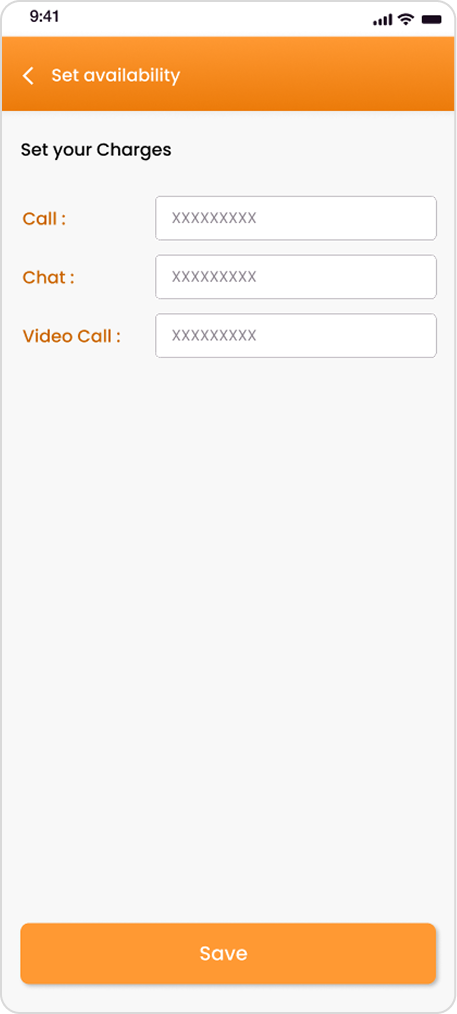 9:41
Set availability
Set your Charges
Call : XXXXXXXXX
Chat : XXXXXXXXX
Video Call : XXXXXXXXX
Save